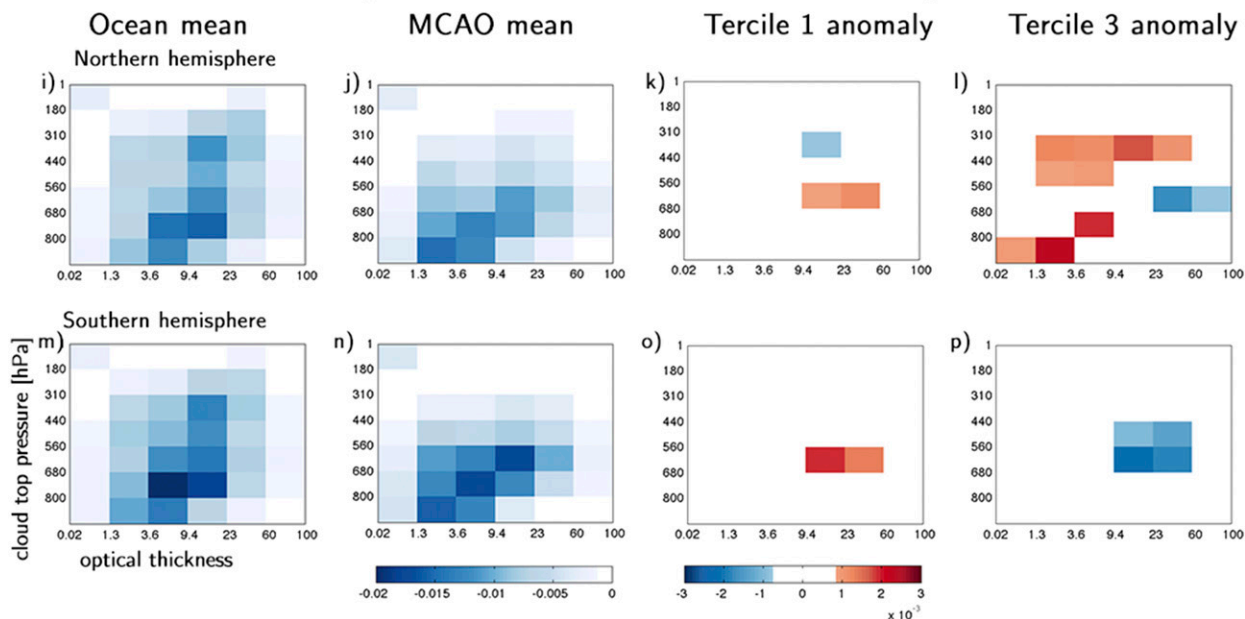 Ocean mean MCAO mean Tercile 1 anomaly Tercile 3 anomaly
Northern hemisphere
i) j) k) l)
1 1 1 1
180 180 180 180
310 310 310 310
440 440 440 440
560 560 560 560
680 680 680 680
800 800 800 800
0.02 1.3 3.6 9.4 23 60 100 0.02 1.3 3.6 9.4 23 60 100 0.02 1.3 3.6 9.4 23 60 100 0.02 1.3 3.6 9.4 23 60 100
Southern hemisphere
m) n) o) p)
cloud top pressure [hPa]
1 1 1 1
180 180 180 180
310 310 310 310
440 440 440 440
560 560 560 560
680 680 680 680
800 800 800 800
0.02 1.3 3.6 9.4 23 60 100 0.02 1.3 3.6 9.4 23 60 100 0.02 1.3 3.6 9.4 23 60 100 0.02 1.3 3.6 9.4 23 60 100
optical thickness
-0.02 -0.015 -0.01 -0.005 0 -3 -2 -1 0 1 2 3
x 10⁻³